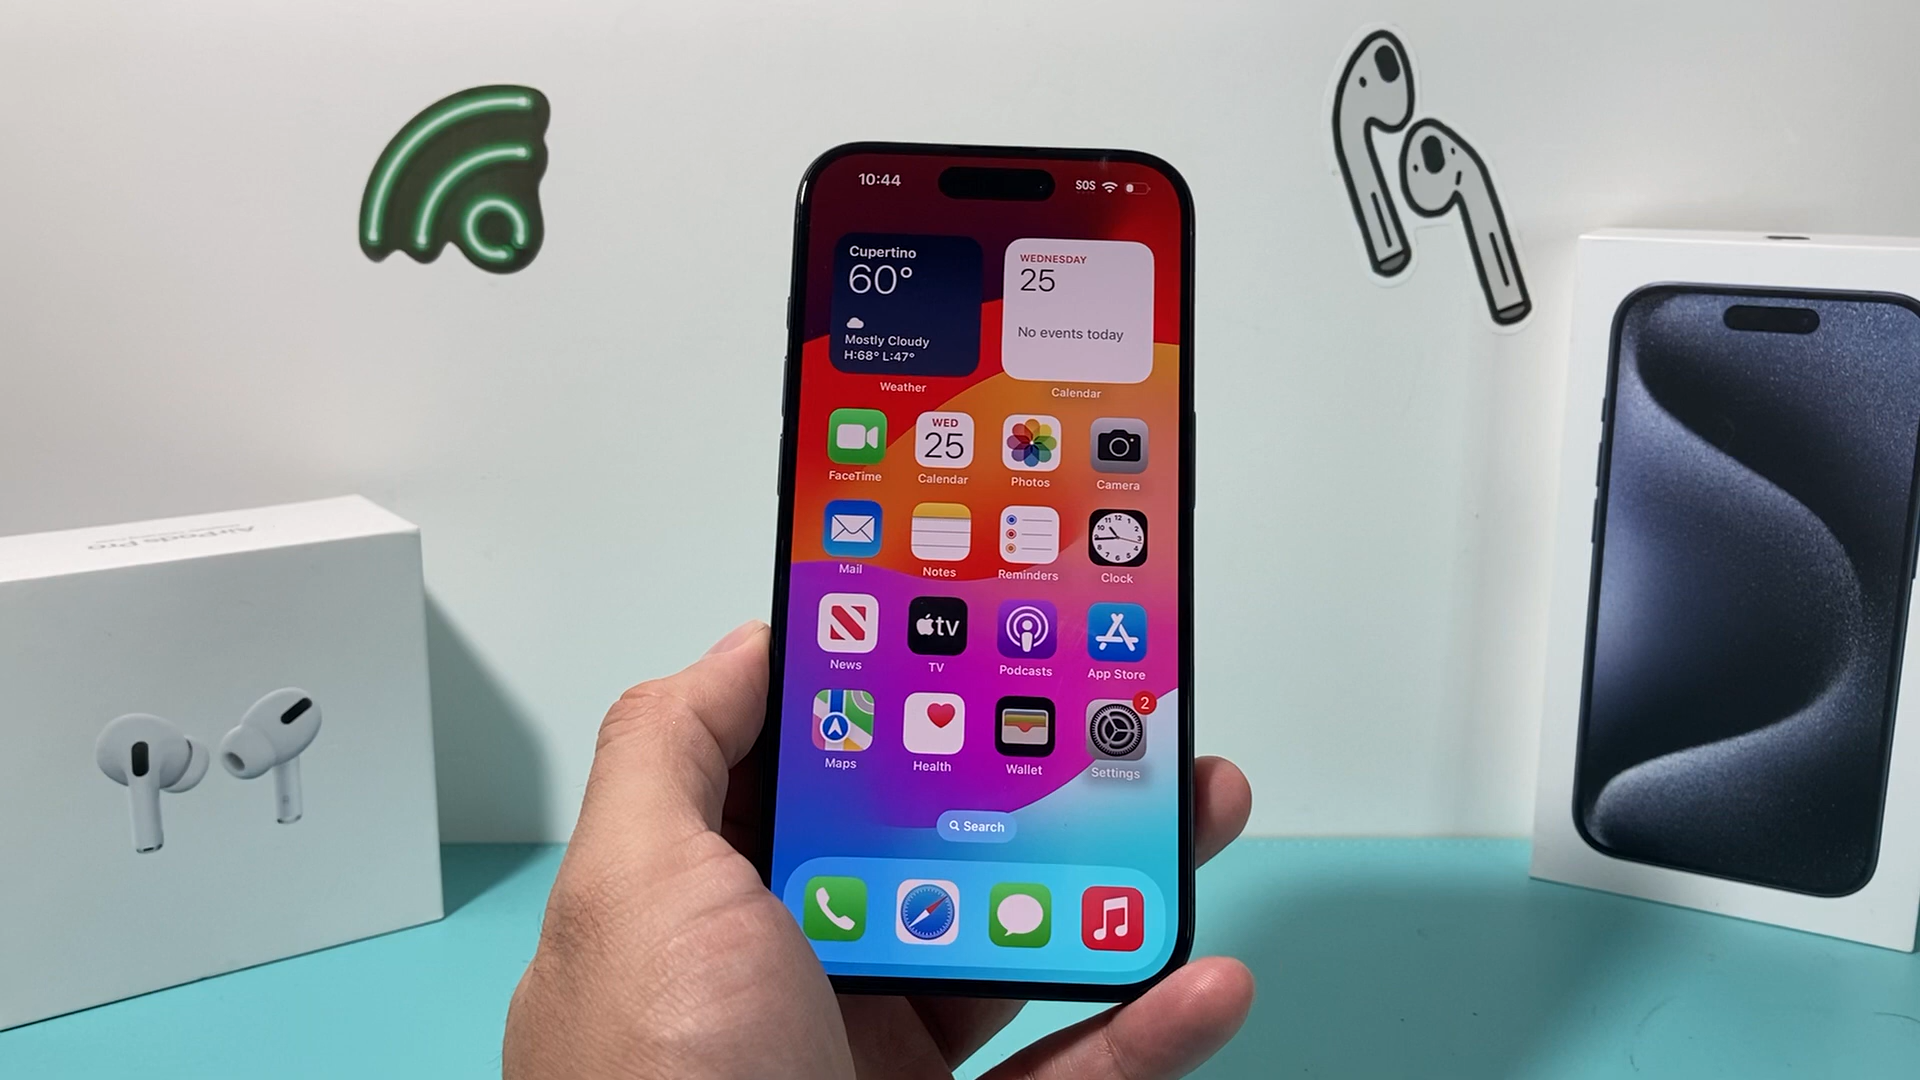 10:44
SOS
Cupertino
60°
Mostly Cloudy
H:68° L:47°
Weather
WEDNESDAY
25
No events today
Calendar
FaceTime
WED
25
Calendar
Photos
Camera
Mail
Notes
Reminders
Clock
News
tv
TV
Podcasts
App Store
Maps
Health
Wallet
2
Settings
Search
AirPods Pro